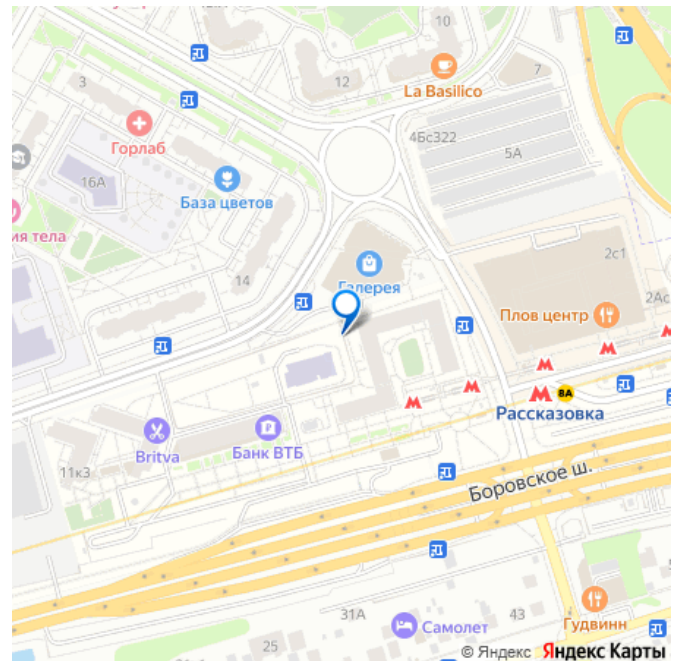 10
7
La Basilico
12
3
4Бс322
Горлаб
5А
16А
База цветов
ия тела
2с1
14
Галерея
2Ас
Плов центр
8А
Рассказовка
Britva
Банк ВТБ
11к3
Боровское ш.
31А
43
Самолет
Гудвинн
25
© Яндекс Яндекс Карты